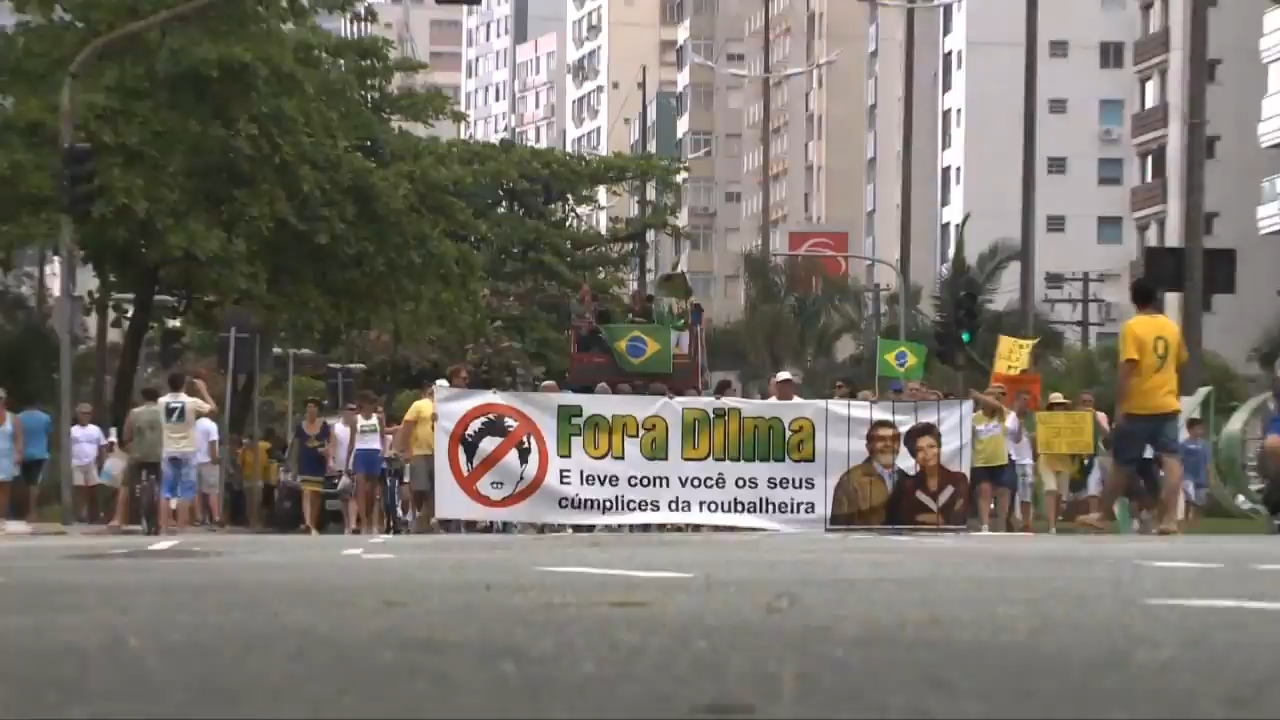 Fora Dilma
E leve com você os seus
cúmplices da roubalheira
7
9